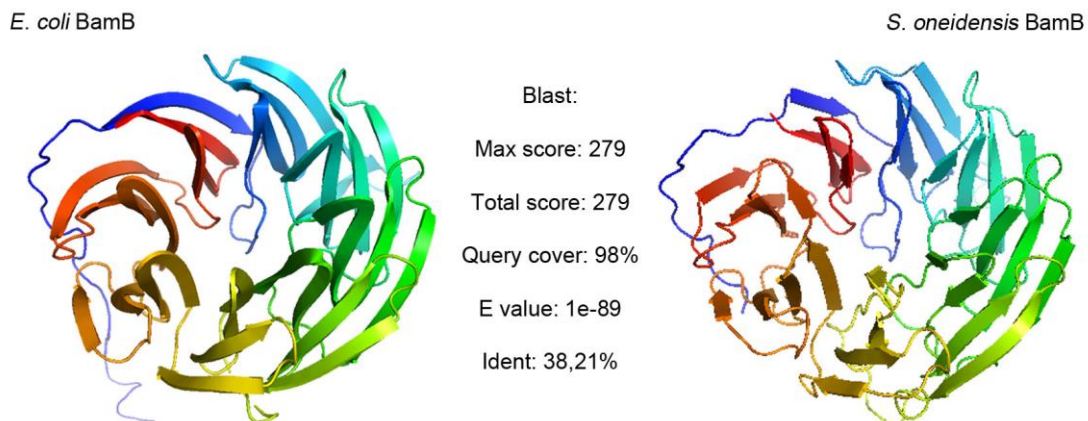 E. coli BamB
S. oneidensis BamB
Blast:
Max score: 279
Total score: 279
Query cover: 98%
E value: 1e-89
Ident: 38,21%